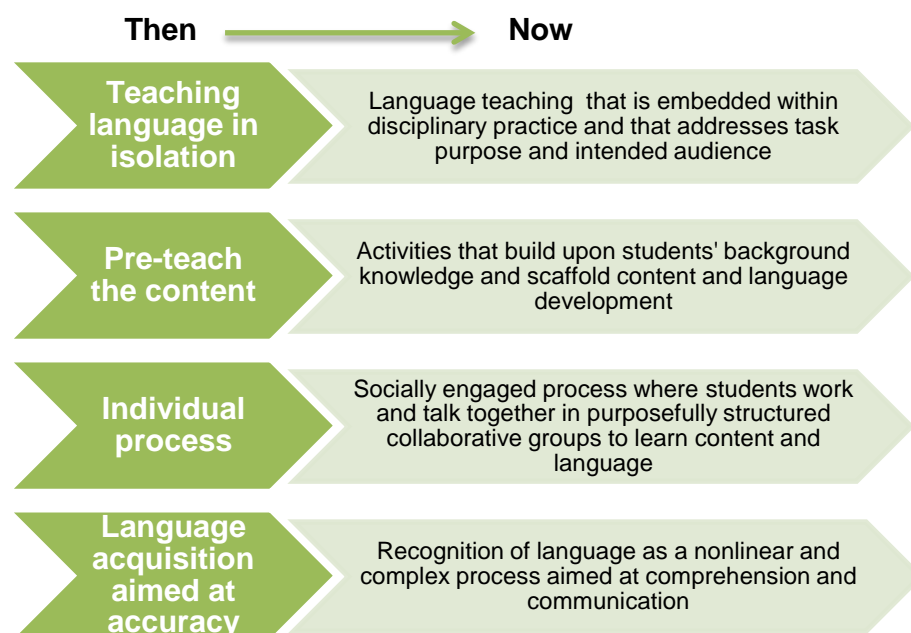 Then Now
Teaching
language in
isolation
Language teaching  that is embedded within
disciplinary practice and that addresses task
purpose and intended audience
Pre-teach
the content
Activities that build upon students' background
knowledge and scaffold content and language
development
Individual
process
Socially engaged process where students work
and talk together in purposefully structured
collaborative groups to learn content and
language
Language
acquisition
aimed at
accuracy
Recognition of language as a nonlinear and
complex process aimed at comprehension and
communication